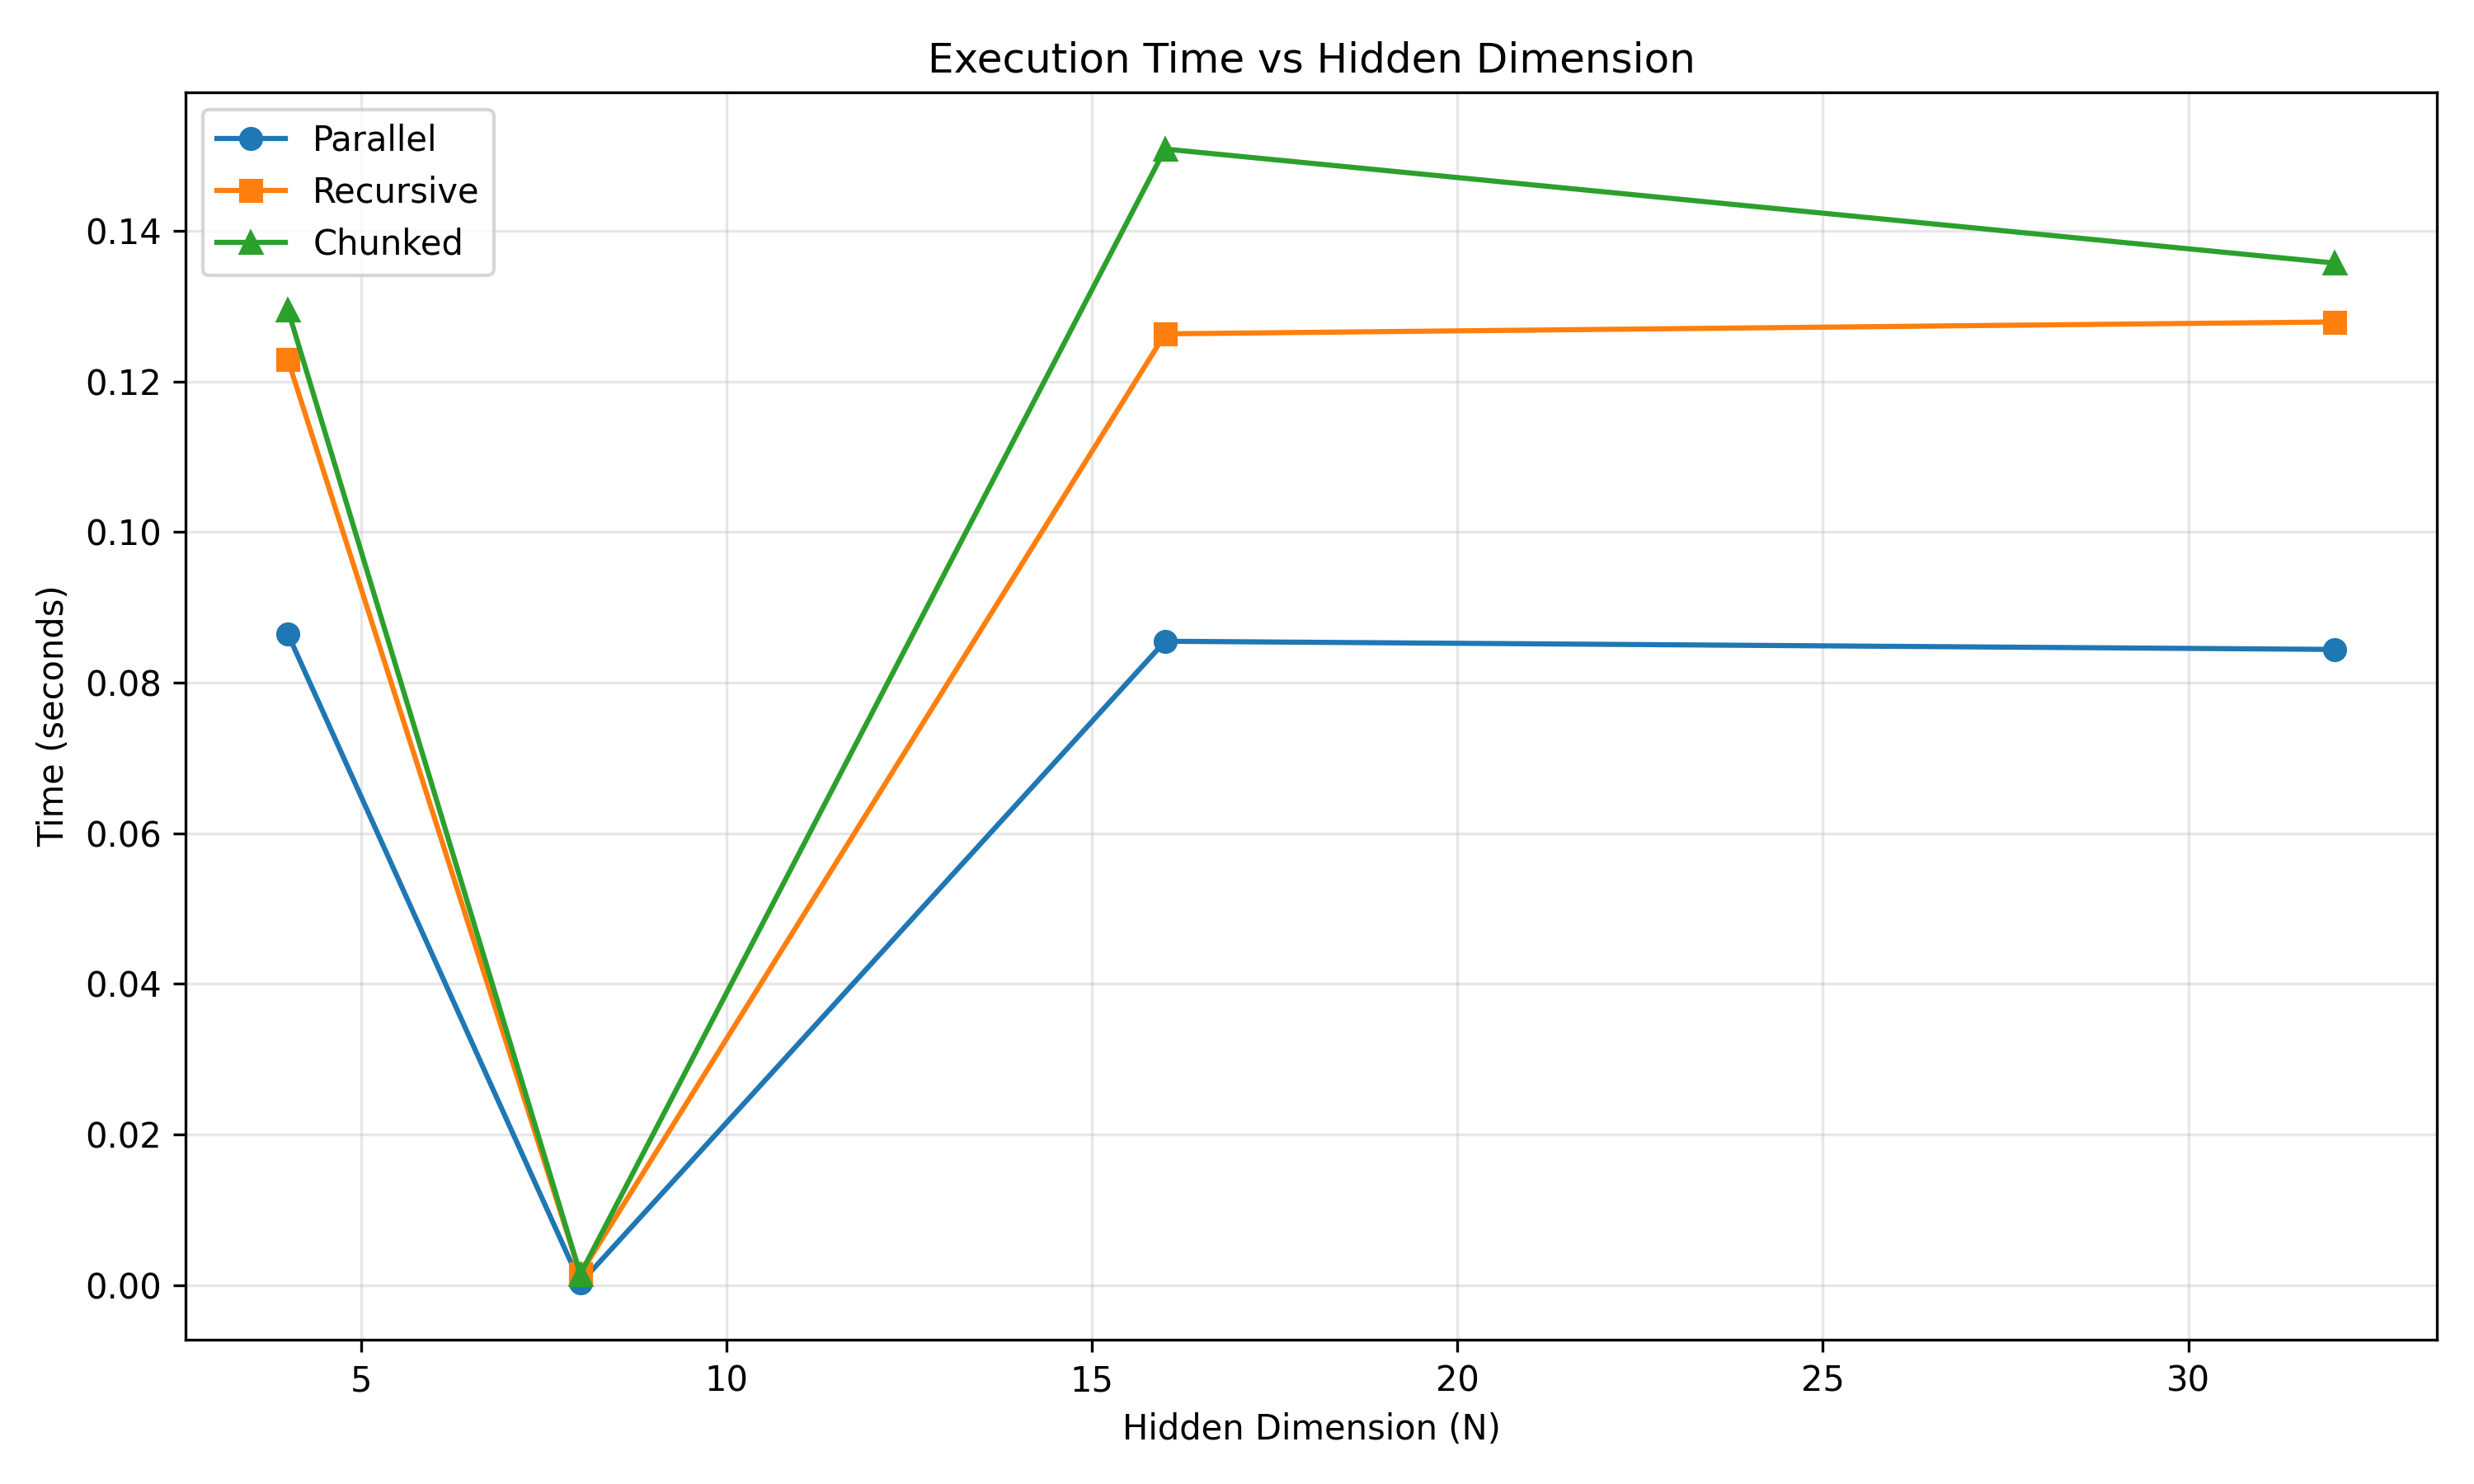 Execution Time vs Hidden Dimension
Parallel
Recursive
Chunked
0.14
0.12
0.10
0.08
0.06
0.04
0.02
0.00
Time (seconds)
5 10 15 20 25 30
Hidden Dimension (N)